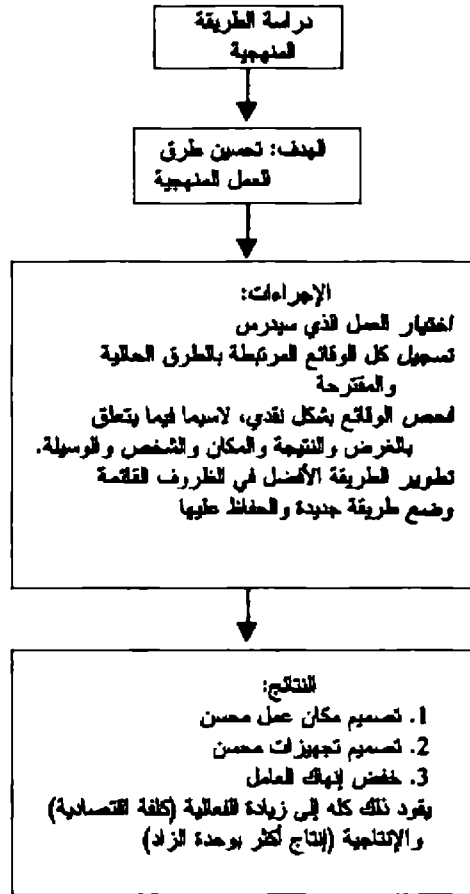 دراسة الطريقة
المنهجية
الهدف: تحسين طرق
العمل المنهجية
الإجراءات:
اختيار العمل الذي سيدرس
تسجيل كل الوقائع المرتبطة بالطرق الحالية
والمقترحة
فحص الوقائع بشكل نقدي، لاسيما فيما يتعلق
بالغرض والنتيجة والمكان والشخص والوسيلة.
تطوير الطريقة الأفضل في الظروف القائمة
وضع طريقة جديدة والحفاظ عليها
النتائج:
1. تصميم مكان عمل محسن
2. تصميم تجهيزات محسن
3. خفض إنهاك العامل
يقود ذلك كله إلى زيادة الفعالية (كلفة اقتصادية)
والإنتاجية (إنتاج أكثر بوحدة الزاد)